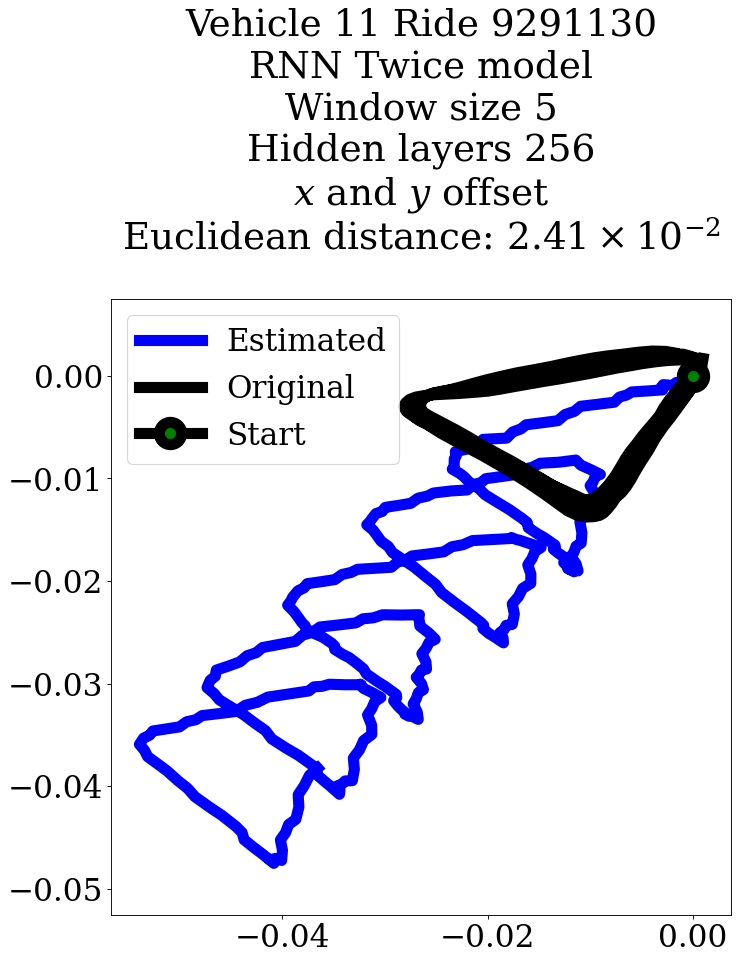 Vehicle 11 Ride 9291130
RNN Twice model
Window size 5
Hidden layers 256
x and y offset
Euclidean distance: 2.41 × 10⁻²
Estimated
Original
Start
0.00
−0.01
−0.02
−0.03
−0.04
−0.05
−0.04 −0.02 0.00